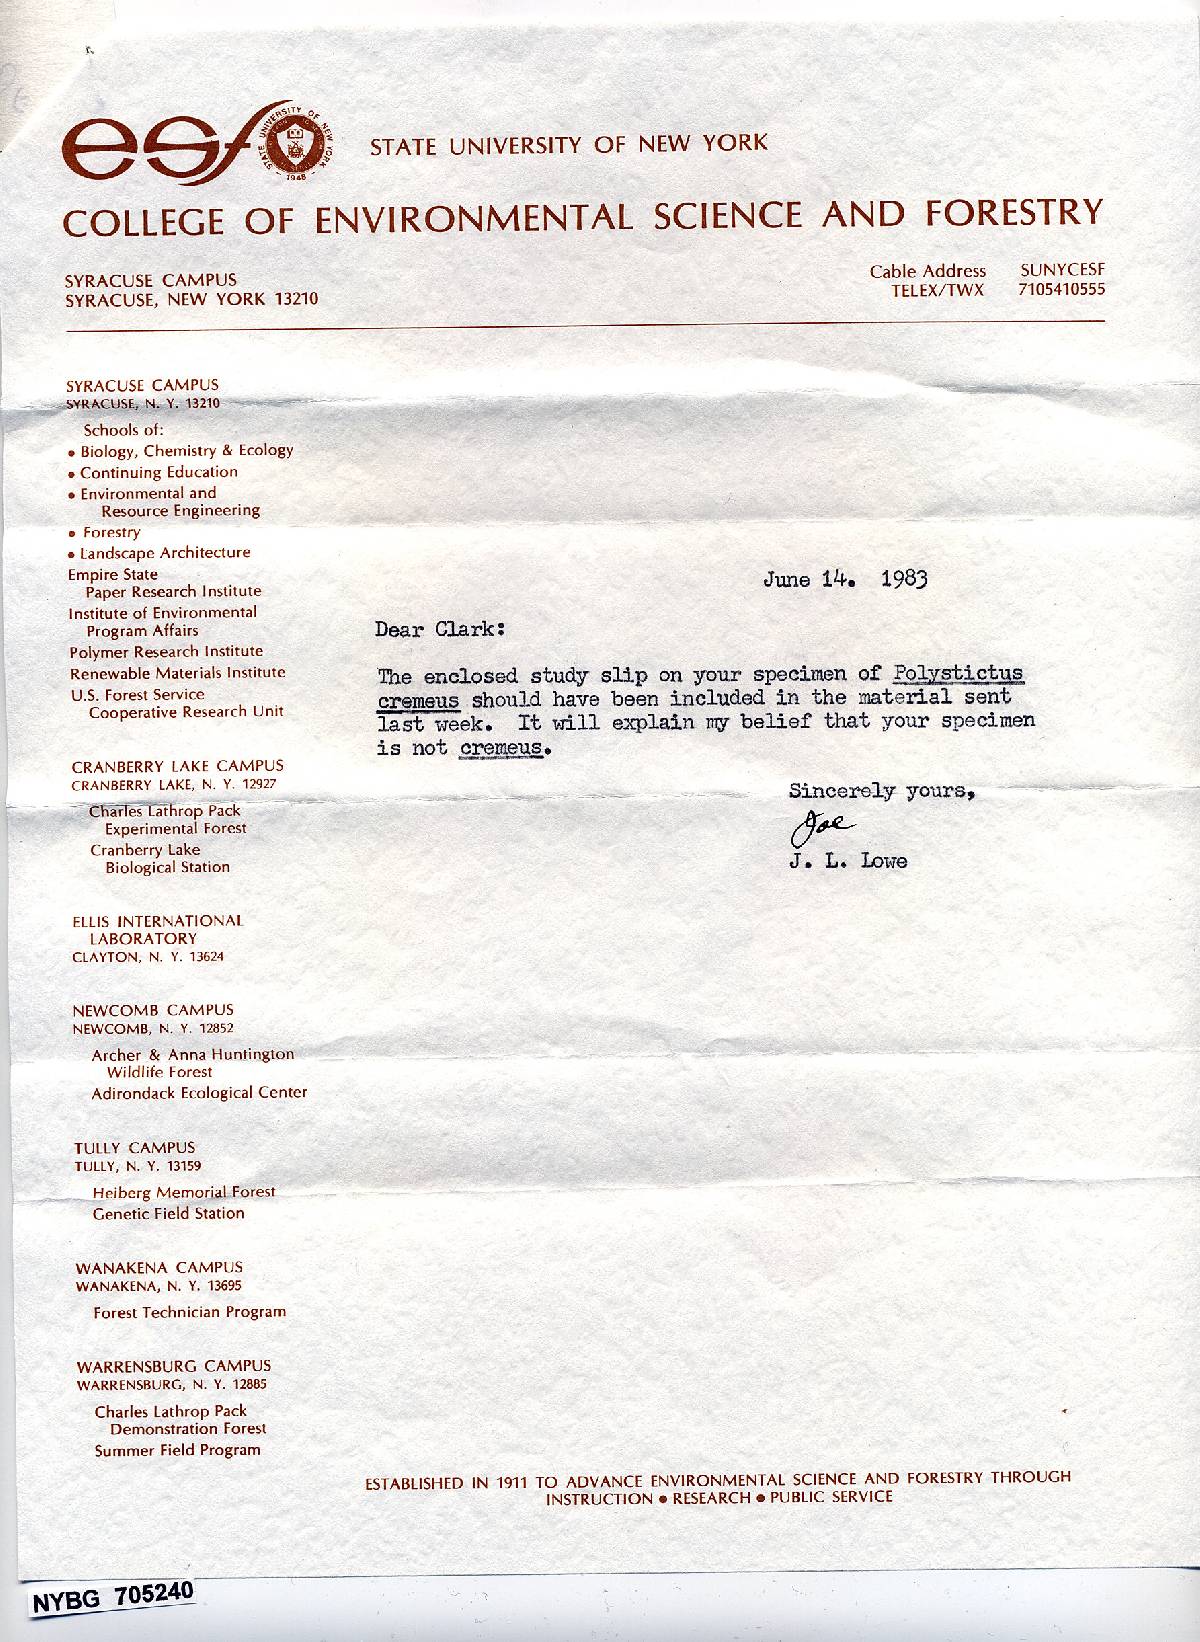 esf
STATE UNIVERSITY OF NEW YORK
1948
STATE UNIVERSITY OF NEW YORK
COLLEGE OF ENVIRONMENTAL SCIENCE AND FORESTRY
SYRACUSE CAMPUS
SYRACUSE, NEW YORK 13210
Cable Address SUNYCESF
TELEX/TWX 7105410555
SYRACUSE CAMPUS
SYRACUSE, N. Y. 13210
Schools of:
• Biology, Chemistry & Ecology
• Continuing Education
• Environmental and
Resource Engineering
• Forestry
• Landscape Architecture
Empire State
Paper Research Institute
Institute of Environmental
Program Affairs
Polymer Research Institute
Renewable Materials Institute
U.S. Forest Service
Cooperative Research Unit
CRANBERRY LAKE CAMPUS
CRANBERRY LAKE, N. Y. 12927
Charles Lathrop Pack
Experimental Forest
Cranberry Lake
Biological Station
ELLIS INTERNATIONAL
LABORATORY
CLAYTON, N. Y. 13624
NEWCOMB CAMPUS
NEWCOMB, N. Y. 12852
Archer & Anna Huntington
Wildlife Forest
Adirondack Ecological Center
TULLY CAMPUS
TULLY, N. Y. 13159
Heiberg Memorial Forest
Genetic Field Station
WANAKENA CAMPUS
WANAKENA, N. Y. 13695
Forest Technician Program
WARRENSBURG CAMPUS
WARRENSBURG, N. Y. 12885
Charles Lathrop Pack
Demonstration Forest
Summer Field Program
June 14. 1983
Dear Clark:
The enclosed study slip on your specimen of Polystictus
cremeus should have been included in the material sent
last week. It will explain my belief that your specimen
is not cremeus.
Sincerely yours,
Joe
J. L. Lowe
ESTABLISHED IN 1911 TO ADVANCE ENVIRONMENTAL SCIENCE AND FORESTRY THROUGH
INSTRUCTION • RESEARCH • PUBLIC SERVICE
NYBG 705240